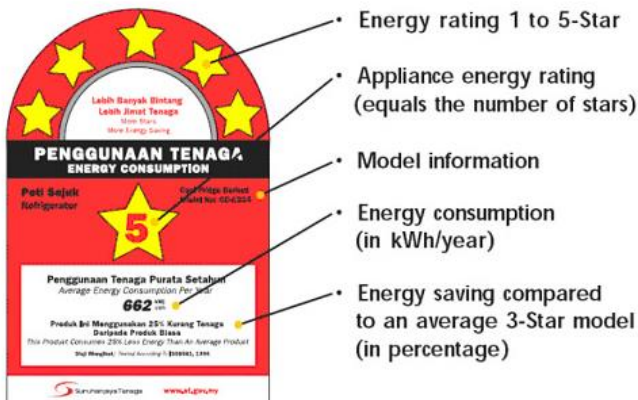 Lebih Banyak Bintang
Lebih Jimat Tenaga
More Stars
More Energy Saving
PENGGUNAAN TENAGA
ENERGY CONSUMPTION
Peti Sejuk
Refrigerator
5
Penggunaan Tenaga Purata Setahun
Average Energy Consumption Per Year
662
Produk Ini Menggunakan 25% Kurang Tenaga
Daripada Produk Biasa
This Product Consumes 25% Less Energy Than An Average Product
Suruhanjaya Tenaga
www.st.gov.my
• Energy rating 1 to 5-Star
• Appliance energy rating
(equals the number of stars)
• Model information
• Energy consumption
(in kWh/year)
• Energy saving compared
to an average 3-Star model
(in percentage)